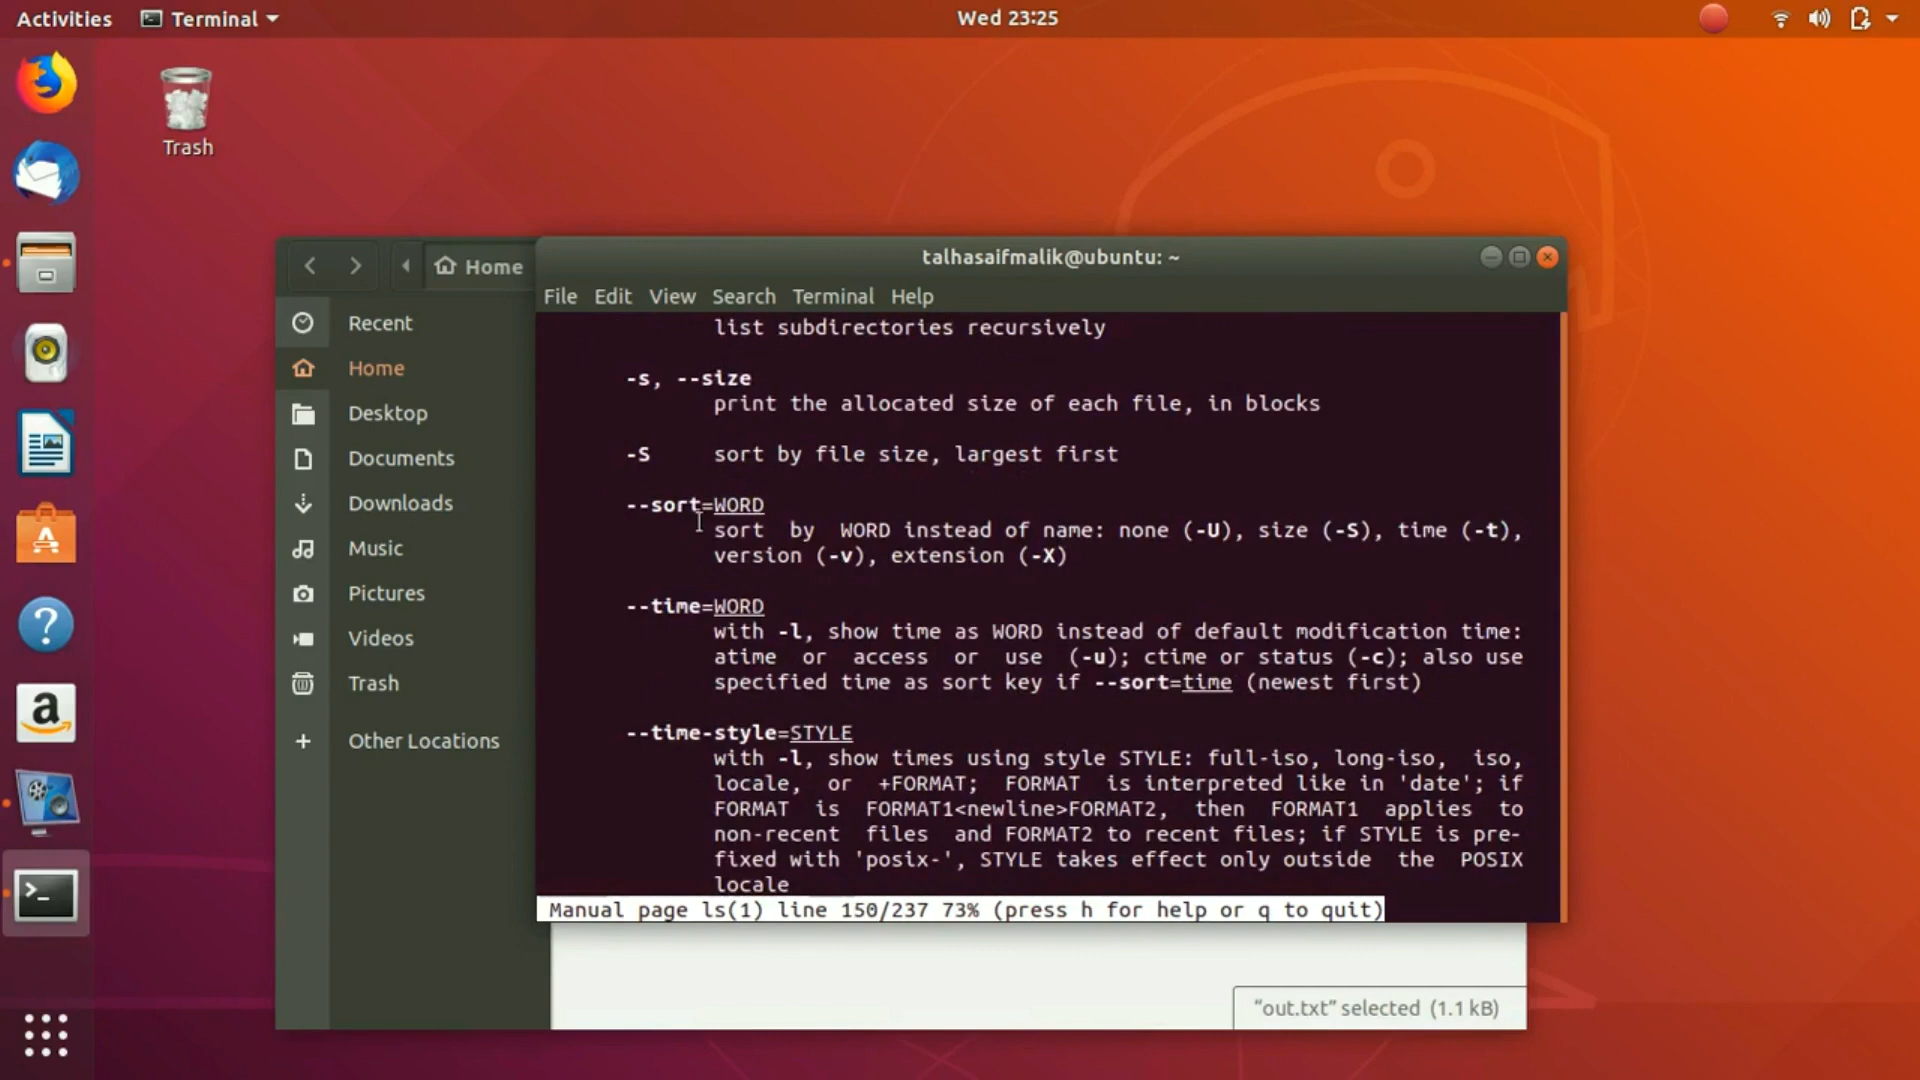 Activities
Terminal
Wed 23:25
Trash
Home
Recent
Home
Desktop
Documents
Downloads
Music
Pictures
Videos
Trash
Other Locations
talhasaifmalik@ubuntu: ~
File Edit View Search Terminal Help
list subdirectories recursively
-s, --size
print the allocated size of each file, in blocks
-S sort by file size, largest first
--sort=WORD
sort by WORD instead of name: none (-U), size (-S), time (-t),
version (-v), extension (-X)
--time=WORD
with -l, show time as WORD instead of default modification time:
atime or access or use (-u); ctime or status (-c); also use
specified time as sort key if --sort=time (newest first)
--time-style=STYLE
with -l, show times using style STYLE: full-iso, long-iso, iso,
locale, or +FORMAT; FORMAT is interpreted like in 'date'; if
FORMAT is FORMAT1<newline>FORMAT2, then FORMAT1 applies to
non-recent files and FORMAT2 to recent files; if STYLE is pre-
fixed with 'posix-', STYLE takes effect only outside the POSIX
locale
Manual page ls(1) line 150/237 73% (press h for help or q to quit)
“out.txt” selected (1.1 kB)